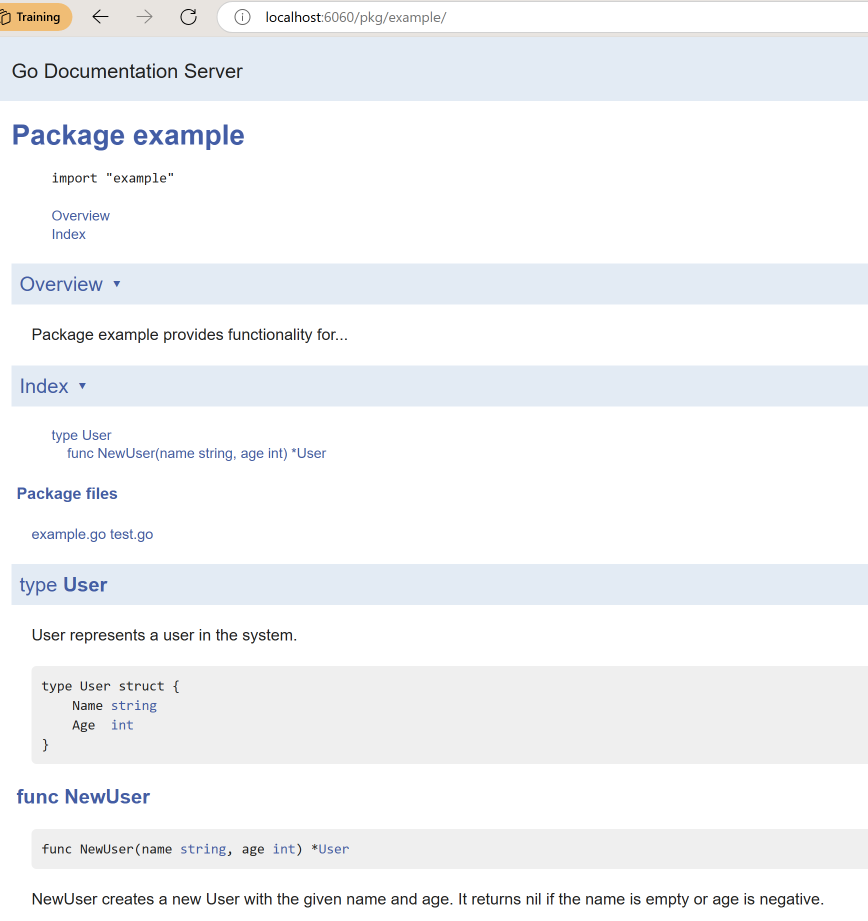 Training
localhost:6060/pkg/example/
Go Documentation Server
Package example
import "example"
Overview
Index
Overview ▾
Package example provides functionality for...
Index ▾
type User
func NewUser(name string, age int) *User
Package files
example.go test.go
type User
User represents a user in the system.
type User struct {
    Name string
    Age  int
}
func NewUser
func NewUser(name string, age int) *User
NewUser creates a new User with the given name and age. It returns nil if the name is empty or age is negative.